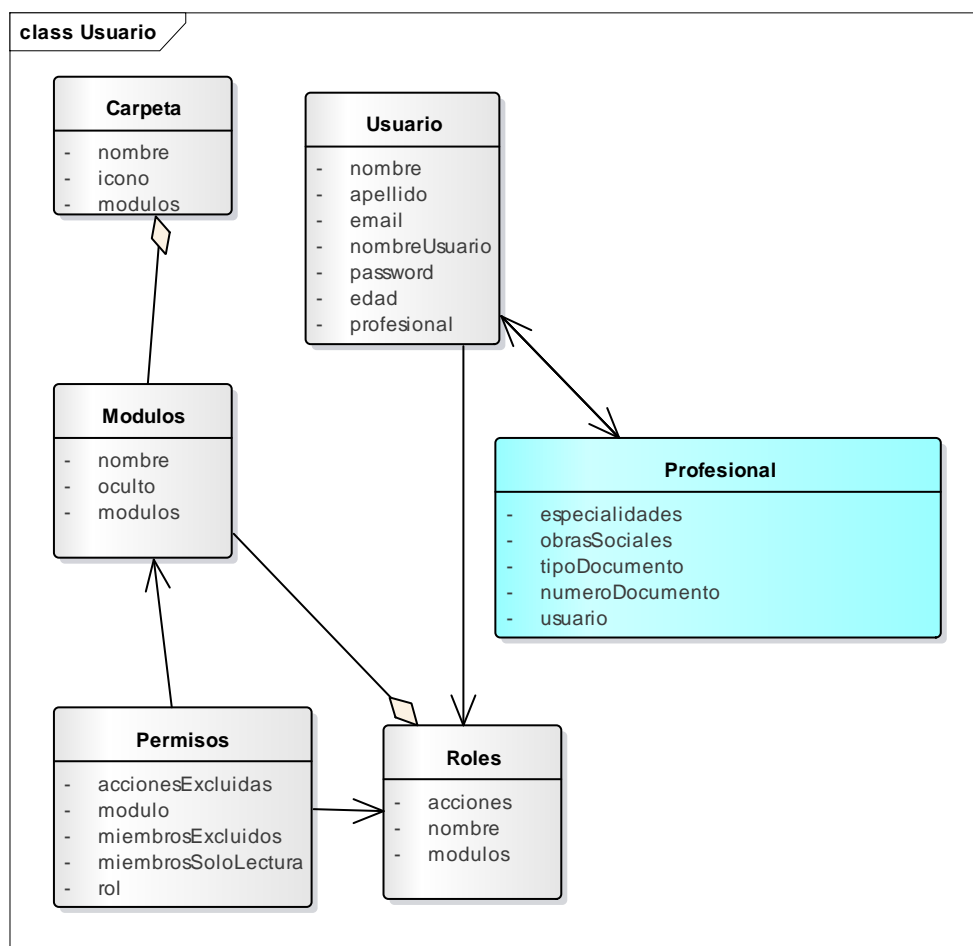 class Usuario
Carpeta
- nombre
- icono
- modulos
Usuario
- nombre
- apellido
- email
- nombreUsuario
- password
- edad
- profesional
Modulos
- nombre
- oculto
- modulos
Profesional
- especialidades
- obrasSociales
- tipoDocumento
- numeroDocumento
- usuario
Permisos
- accionesExcluidas
- modulo
- miembrosExcluidos
- miembrosSoloLectura
- rol
Roles
- acciones
- nombre
- modulos